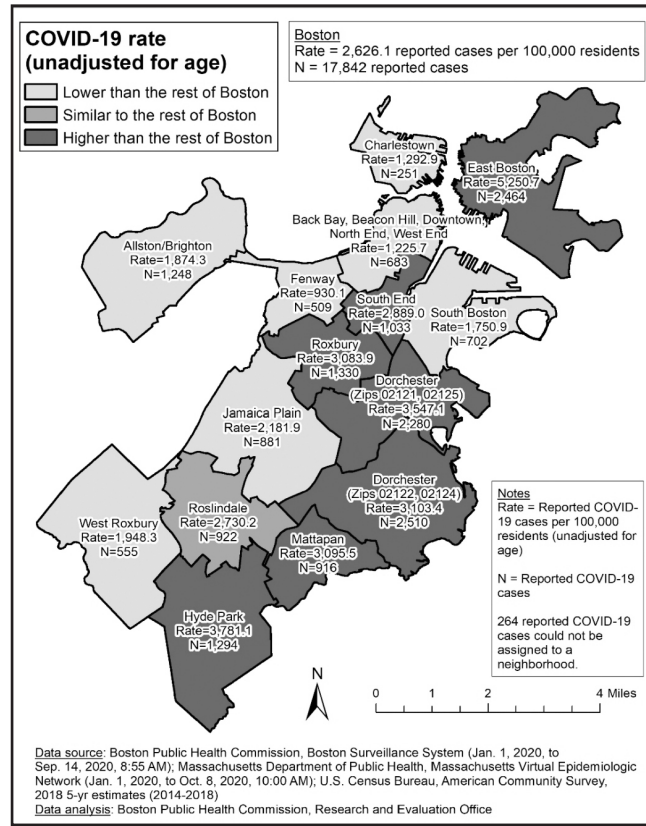 COVID-19 rate
(unadjusted for age)
Lower than the rest of Boston
Similar to the rest of Boston
Higher than the rest of Boston
Boston
Rate = 2,626.1 reported cases per 100,000 residents
N = 17,842 reported cases
Charlestown
Rate=1,292.9
N=251
East Boston
Rate=5,250.7
N=2,464
Back Bay, Beacon Hill, Downtown,
North End, West End
Rate=1,225.7
N=683
Allston/Brighton
Rate=1,874.3
N=1,248
Fenway
Rate=930.1
N=509
South End
Rate=2,889.0
N=1,033
South Boston
Rate=1,750.9
N=702
Roxbury
Rate=3,083.9
N=1,330
Dorchester
(Zips 02121, 02125)
Rate=3,547.1
N=2,280
Jamaica Plain
Rate=2,181.9
N=881
Dorchester
(Zips 02122, 02124)
Rate=3,103.4
N=2,510
West Roxbury
Rate=1,948.3
N=555
Roslindale
Rate=2,730.2
N=922
Mattapan
Rate=3,095.5
N=916
Hyde Park
Rate=3,781.1
N=1,294
Notes
Rate = Reported COVID-
19 cases per 100,000
residents (unadjusted for
age)
N = Reported COVID-19
cases
264 reported COVID-19
cases could not be
assigned to a
neighborhood.
N
0 1 2 4 Miles
Data source: Boston Public Health Commission, Boston Surveillance System (Jan. 1, 2020, to
Sep. 14, 2020, 8:55 AM); Massachusetts Department of Public Health, Massachusetts Virtual Epidemiologic
Network (Jan. 1, 2020, to Oct. 8, 2020, 10:00 AM); U.S. Census Bureau, American Community Survey,
2018 5-yr estimates (2014-2018)
Data analysis: Boston Public Health Commission, Research and Evaluation Office